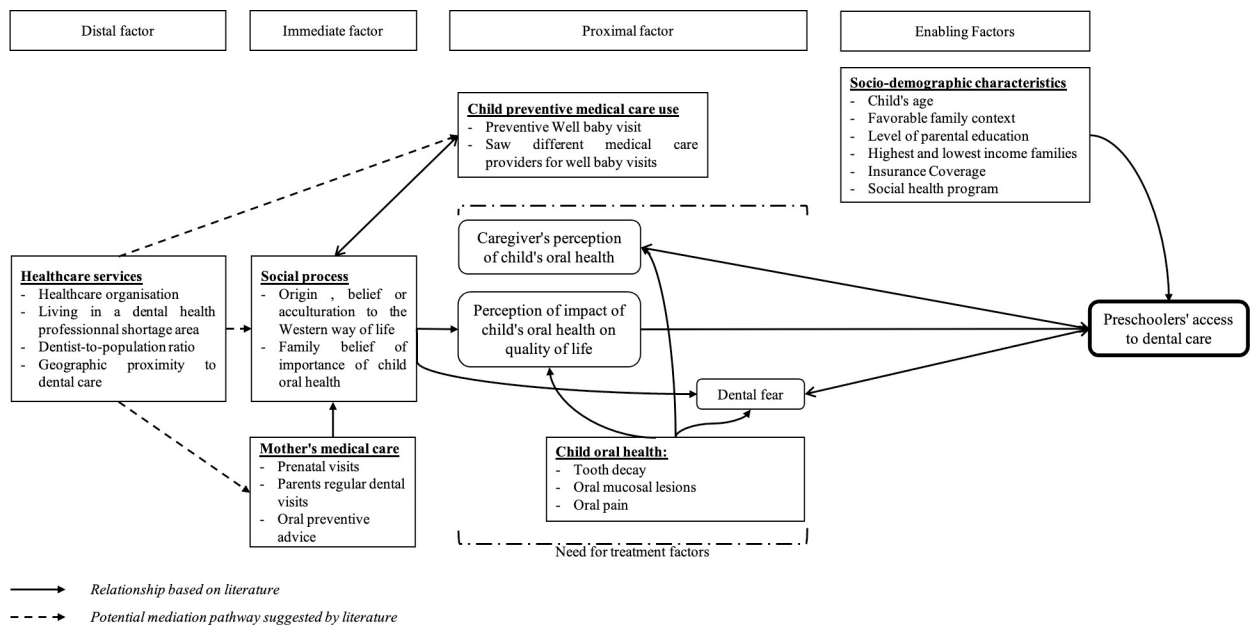 Distal factor
Immediate factor
Proximal factor
Enabling Factors
Child preventive medical care use
- Preventive Well baby visit
- Saw different medical care
providers for well baby visits
Socio-demographic characteristics
- Child's age
- Favorable family context
- Level of parental education
- Highest and lowest income families
- Insurance Coverage
- Social health program
Healthcare services
- Healthcare organisation
- Living in a dental health
professionnal shortage area
- Dentist-to-population ratio
- Geographic proximity to
dental care
Social process
- Origin , belief or
acculturation to the
Western way of life
- Family belief of
importance of child
oral health
Caregiver's perception
of child's oral health
Perception of impact of
child's oral health on
quality of life
Dental fear
Preschoolers' access
to dental care
Mother's medical care
- Prenatal visits
- Parents regular dental
visits
- Oral preventive
advice
Child oral health:
- Tooth decay
- Oral mucosal lesions
- Oral pain
Need for treatment factors
Relationship based on literature
Potential mediation pathway suggested by literature